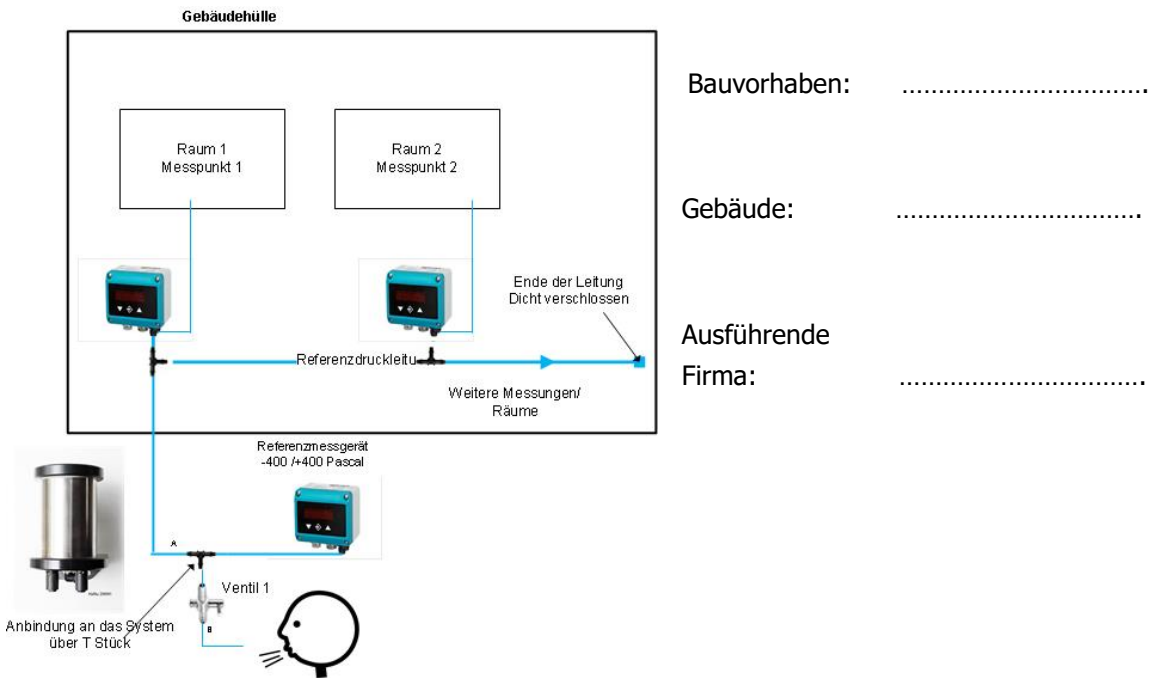 Gebäudehülle
Bauvorhaben: ……………………………
Raum 1
Messpunkt 1
Raum 2
Messpunkt 2
Gebäude: ……………………………
Ende der Leitung
Dicht verschlossen
Ausführende
Firma: ……………………………
Referenzdruckleitu
Weitere Messungen/
Räume
Referenzmessgerät
-400 /+400 Pascal
A
Ventil 1
B
Anbindung an das System
über T Stück